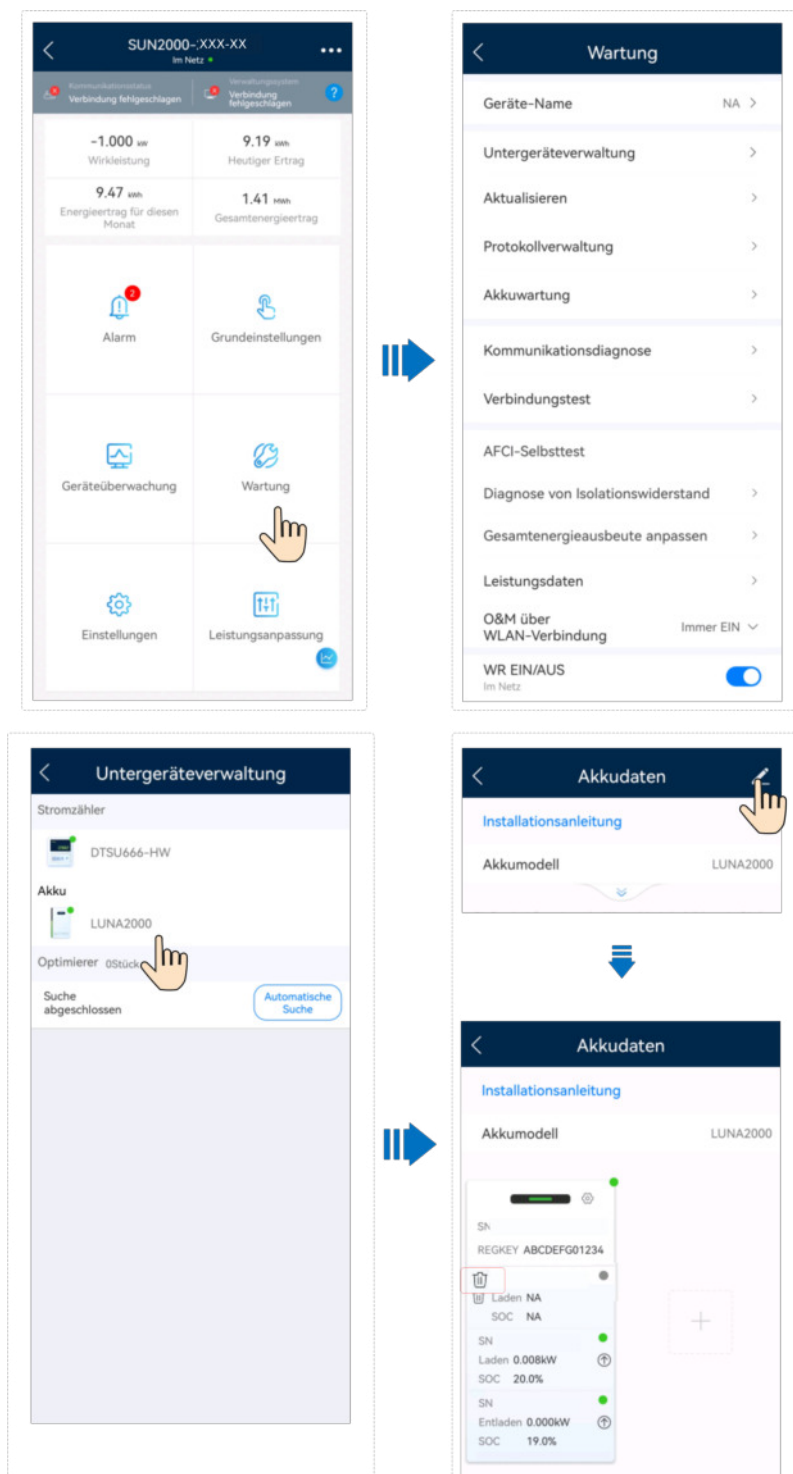 SUN2000-;XXX-XX
Im Netz
Kommunikationsstatus
Verbindung fehlgeschlagen
Verwaltungssystem
Verbindung
fehlgeschlagen
?
-1.000 kW
Wirkleistung
9.19 kWh
Heutiger Ertrag
9.47 kWh
Energieertrag für diesen
Monat
1.41 MWh
Gesamtenergieertrag
2
Alarm
Grundeinstellungen
Geräteüberwachung
Wartung
Einstellungen
Leistungsanpassung
Wartung
Geräte-Name NA
Untergeräteverwaltung
Aktualisieren
Protokollverwaltung
Akkuwartung
Kommunikationsdiagnose
Verbindungstest
AFCI-Selbsttest
Diagnose von Isolationswiderstand
Gesamtenergieausbeute anpassen
Leistungsdaten
O&M über
WLAN-Verbindung
Immer EIN
WR EIN/AUS
Im Netz
Untergeräteverwaltung
Stromzähler
DTSU666-HW
Akku
LUNA2000
Optimierer 0Stück
Suche
abgeschlossen
Automatische
Suche
Akkudaten
Installationsanleitung
Akkumodell LUNA2000
Akkudaten
Installationsanleitung
Akkumodell LUNA2000
SN
REGKEY ABCDEFG01234
Laden NA
SOC NA
SN
Laden 0.008kW
SOC 20.0%
SN
Entladen 0.000kW
SOC 19.0%